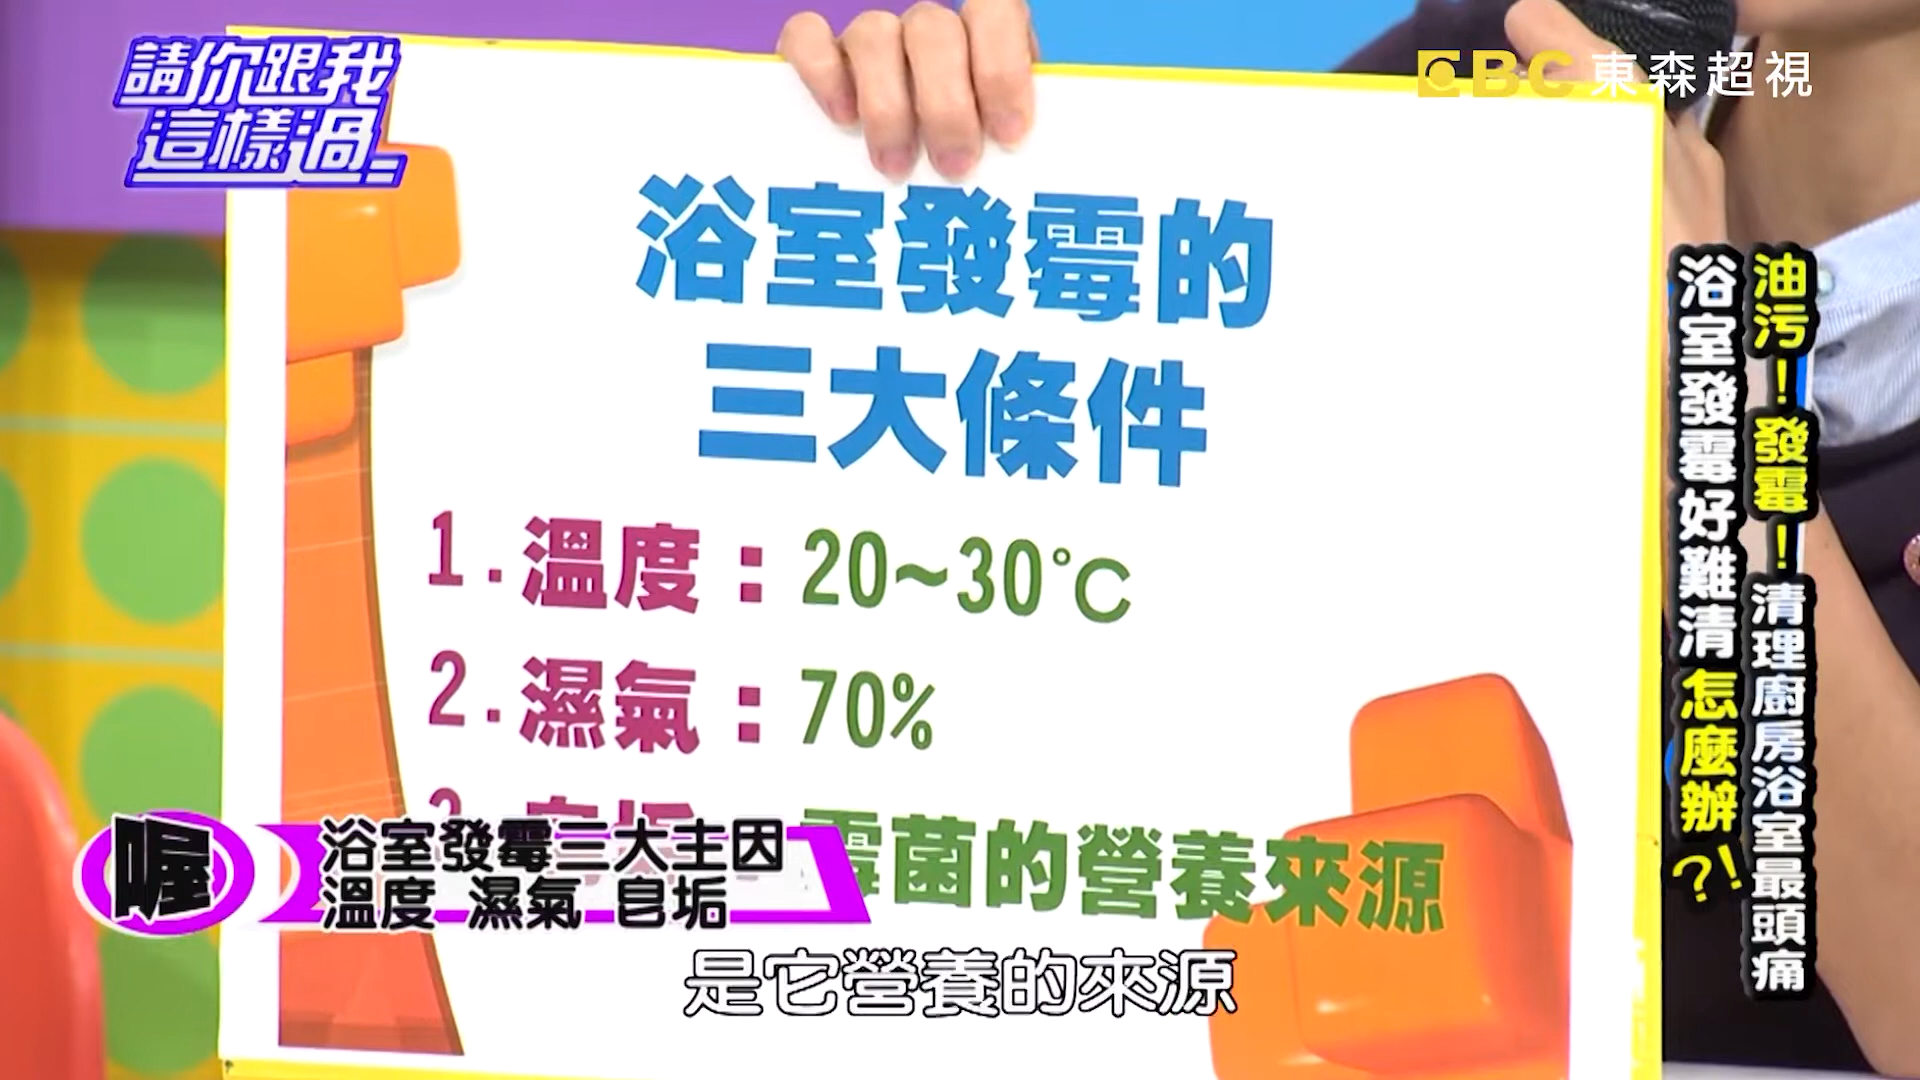 請你跟我
這樣過
EBC 東森超視
浴室發霉的
三大條件
1.溫度：20~30℃
2.濕氣：70%
霉菌的營養來源
喔
浴室發霉三大主因
溫度 濕氣 皂垢
是它營養的來源
油污！發霉！清理廚房浴室最頭痛
浴室發霉好難清 怎麼辦?!